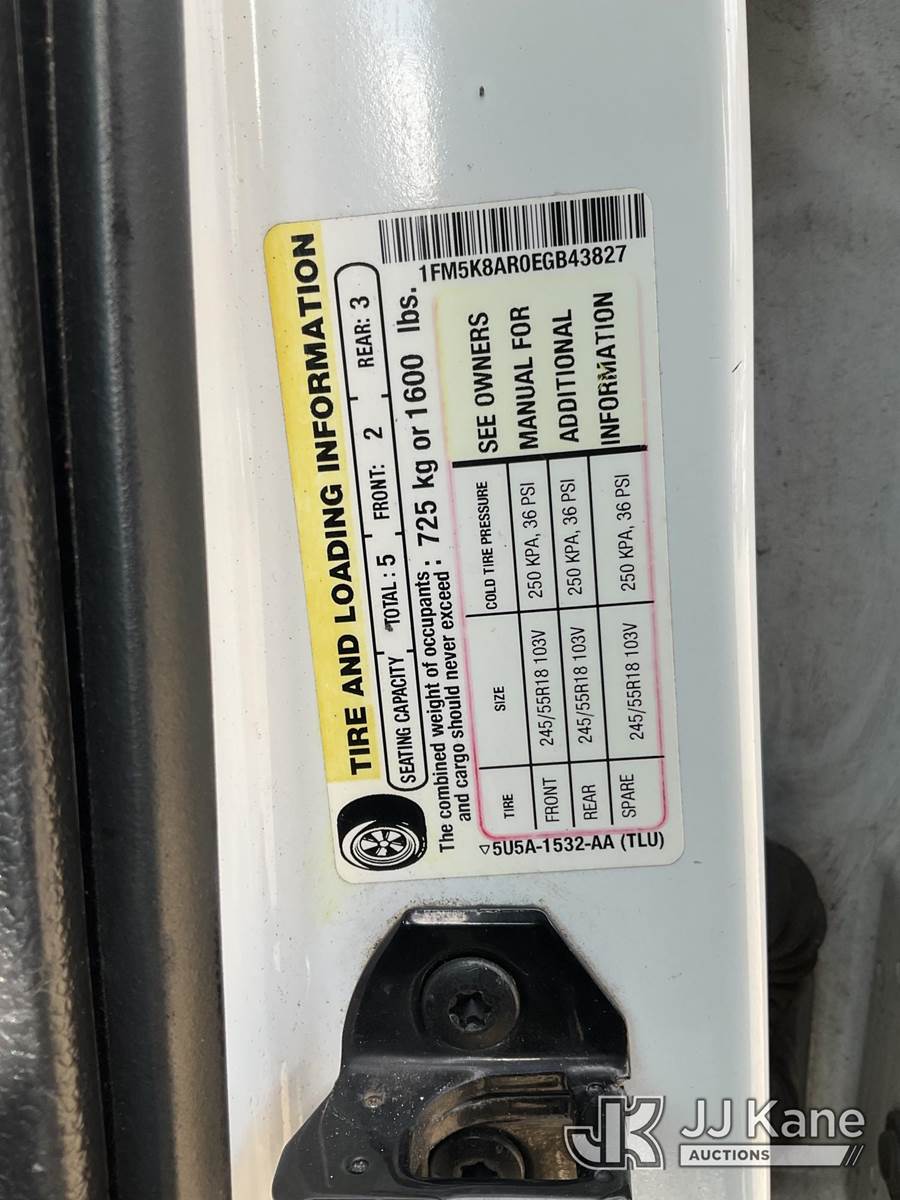 TIRE AND LOADING INFORMATION
SEATING CAPACITY TOTAL: 5 FRONT: 2 REAR: 3
The combined weight of occupants
and cargo should never exceed : 725 kg or 1600 lbs.
1FM5K8AR0EGB43827
TIRE SIZE COLD TIRE PRESSURE
FRONT 245/55R18 103V 250 KPA, 36 PSI
REAR 245/55R18 103V 250 KPA, 36 PSI
SPARE 245/55R18 103V 250 KPA, 36 PSI
SEE OWNERS
MANUAL FOR
ADDITIONAL
INFORMATION
5U5A-1532-AA (TLU)
JK JJ Kane
AUCTIONS